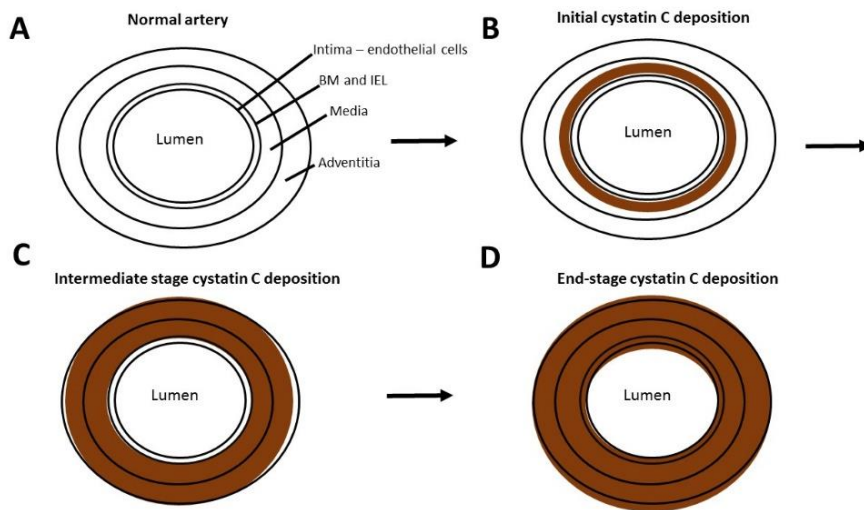 A
Normal artery
Intima – endothelial cells
BM and IEL
Media
Adventitia
Lumen
B
Initial cystatin C deposition
Lumen
C
Intermediate stage cystatin C deposition
Lumen
D
End-stage cystatin C deposition
Lumen